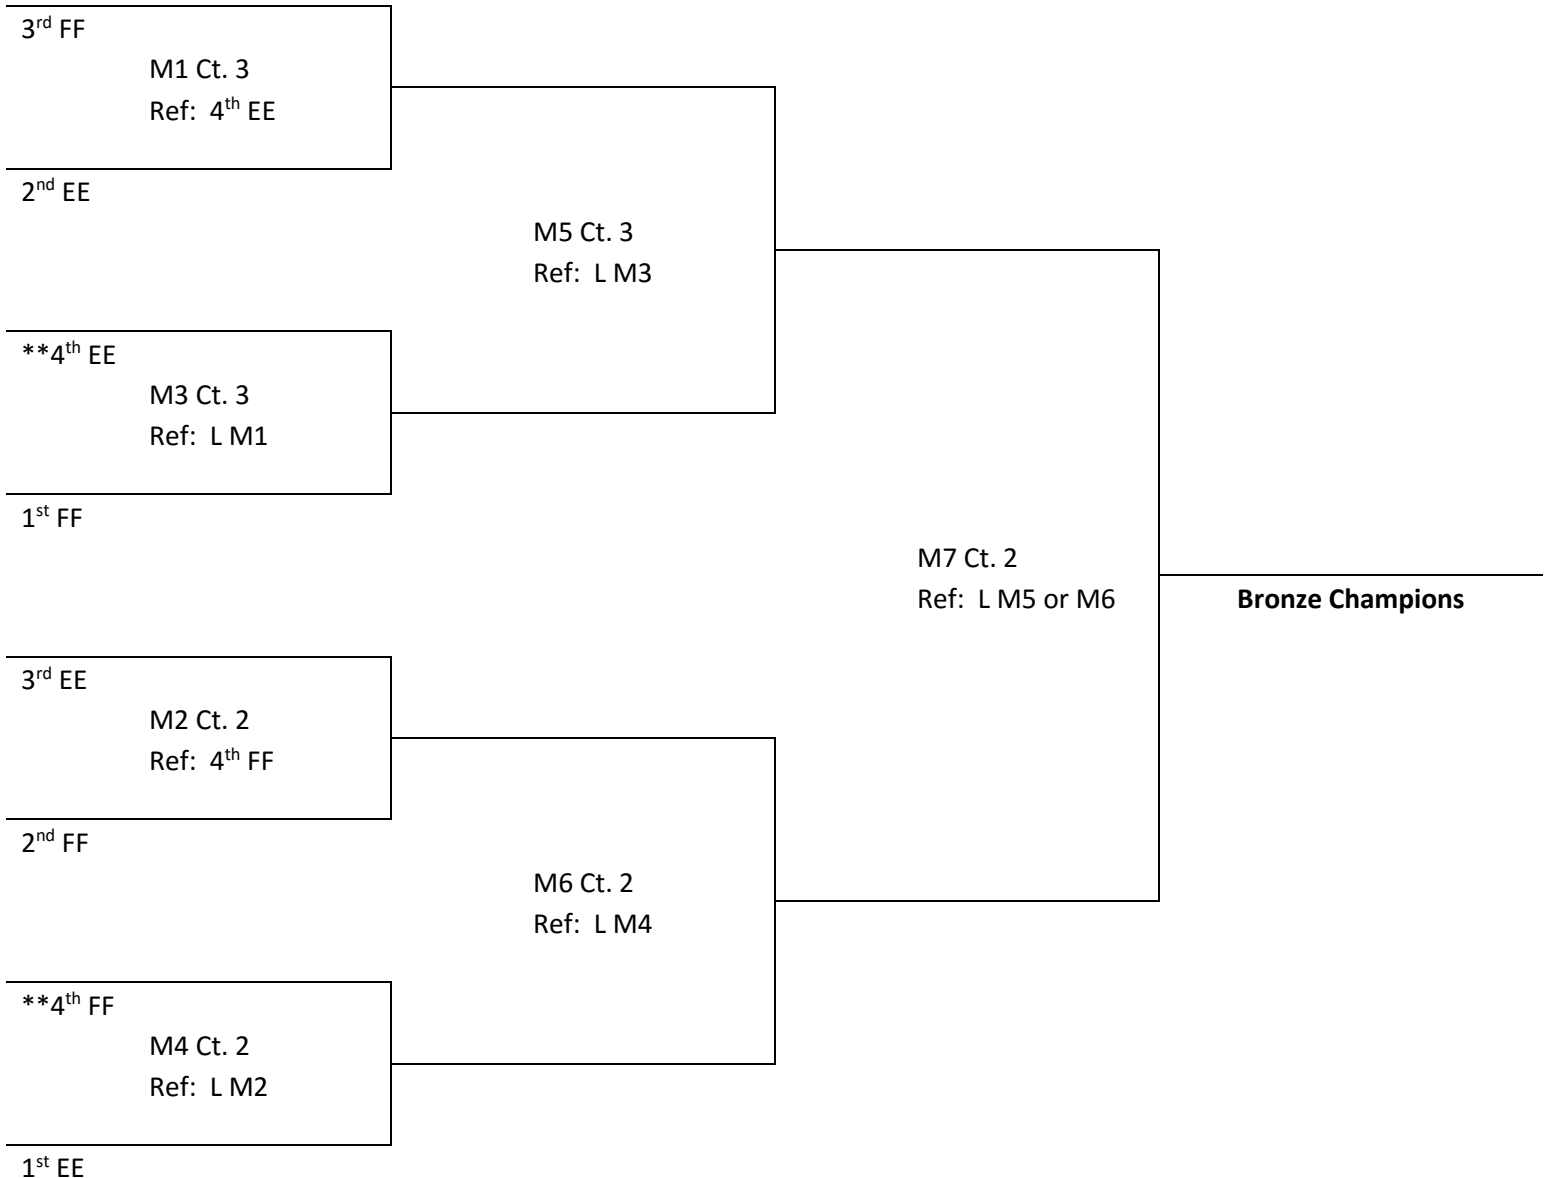 3rd FF
M1 Ct. 3
Ref: 4th EE
2nd EE
M5 Ct. 3
Ref: L M3
**4th EE
M3 Ct. 3
Ref: L M1
1st FF
M7 Ct. 2
Ref: L M5 or M6
Bronze Champions
3rd EE
M2 Ct. 2
Ref: 4th FF
2nd FF
M6 Ct. 2
Ref: L M4
**4th FF
M4 Ct. 2
Ref: L M2
1st EE